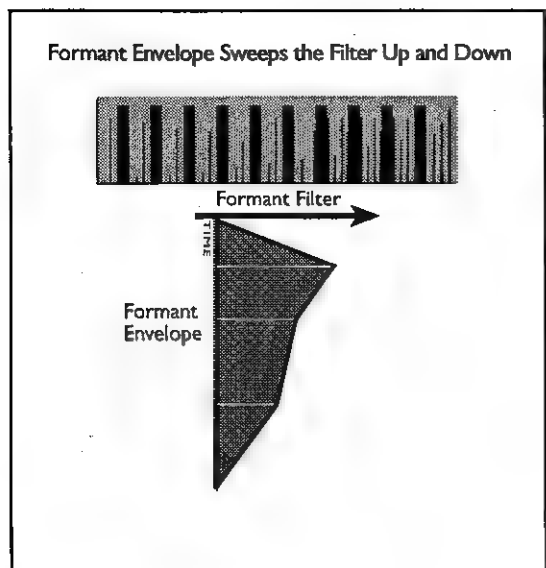 Formant Envelope Sweeps the Filter Up and Down
Formant Filter
TIME
Formant
Envelope